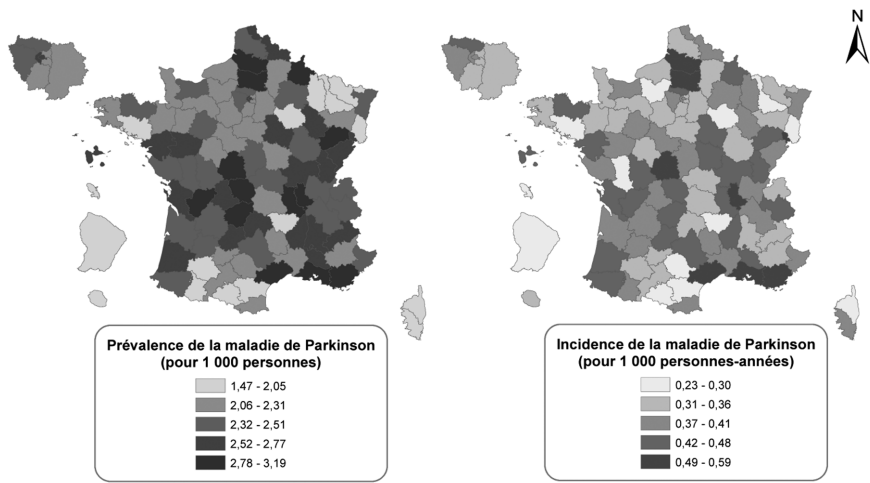 N
Prévalence de la maladie de Parkinson
(pour 1 000 personnes)
1,47 - 2,05
2,06 - 2,31
2,32 - 2,51
2,52 - 2,77
2,78 - 3,19
Incidence de la maladie de Parkinson
(pour 1 000 personnes-années)
0,23 - 0,30
0,31 - 0,36
0,37 - 0,41
0,42 - 0,48
0,49 - 0,59